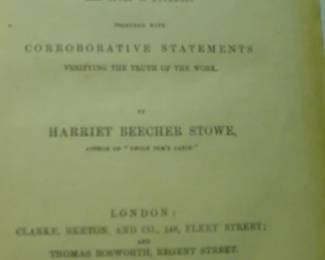 TOGETHER WITH
CORROBORATIVE STATEMENTS
VERIFYING THE TRUTH OF THE WORK.
BY
HARRIET BEECHER STOWE,
AUTHOR OF "UNCLE TOM'S CABIN."
LONDON:
CLARKE, BEETON, AND CO., 148, FLEET STREET;
AND
THOMAS BOSWORTH, REGENT STREET.